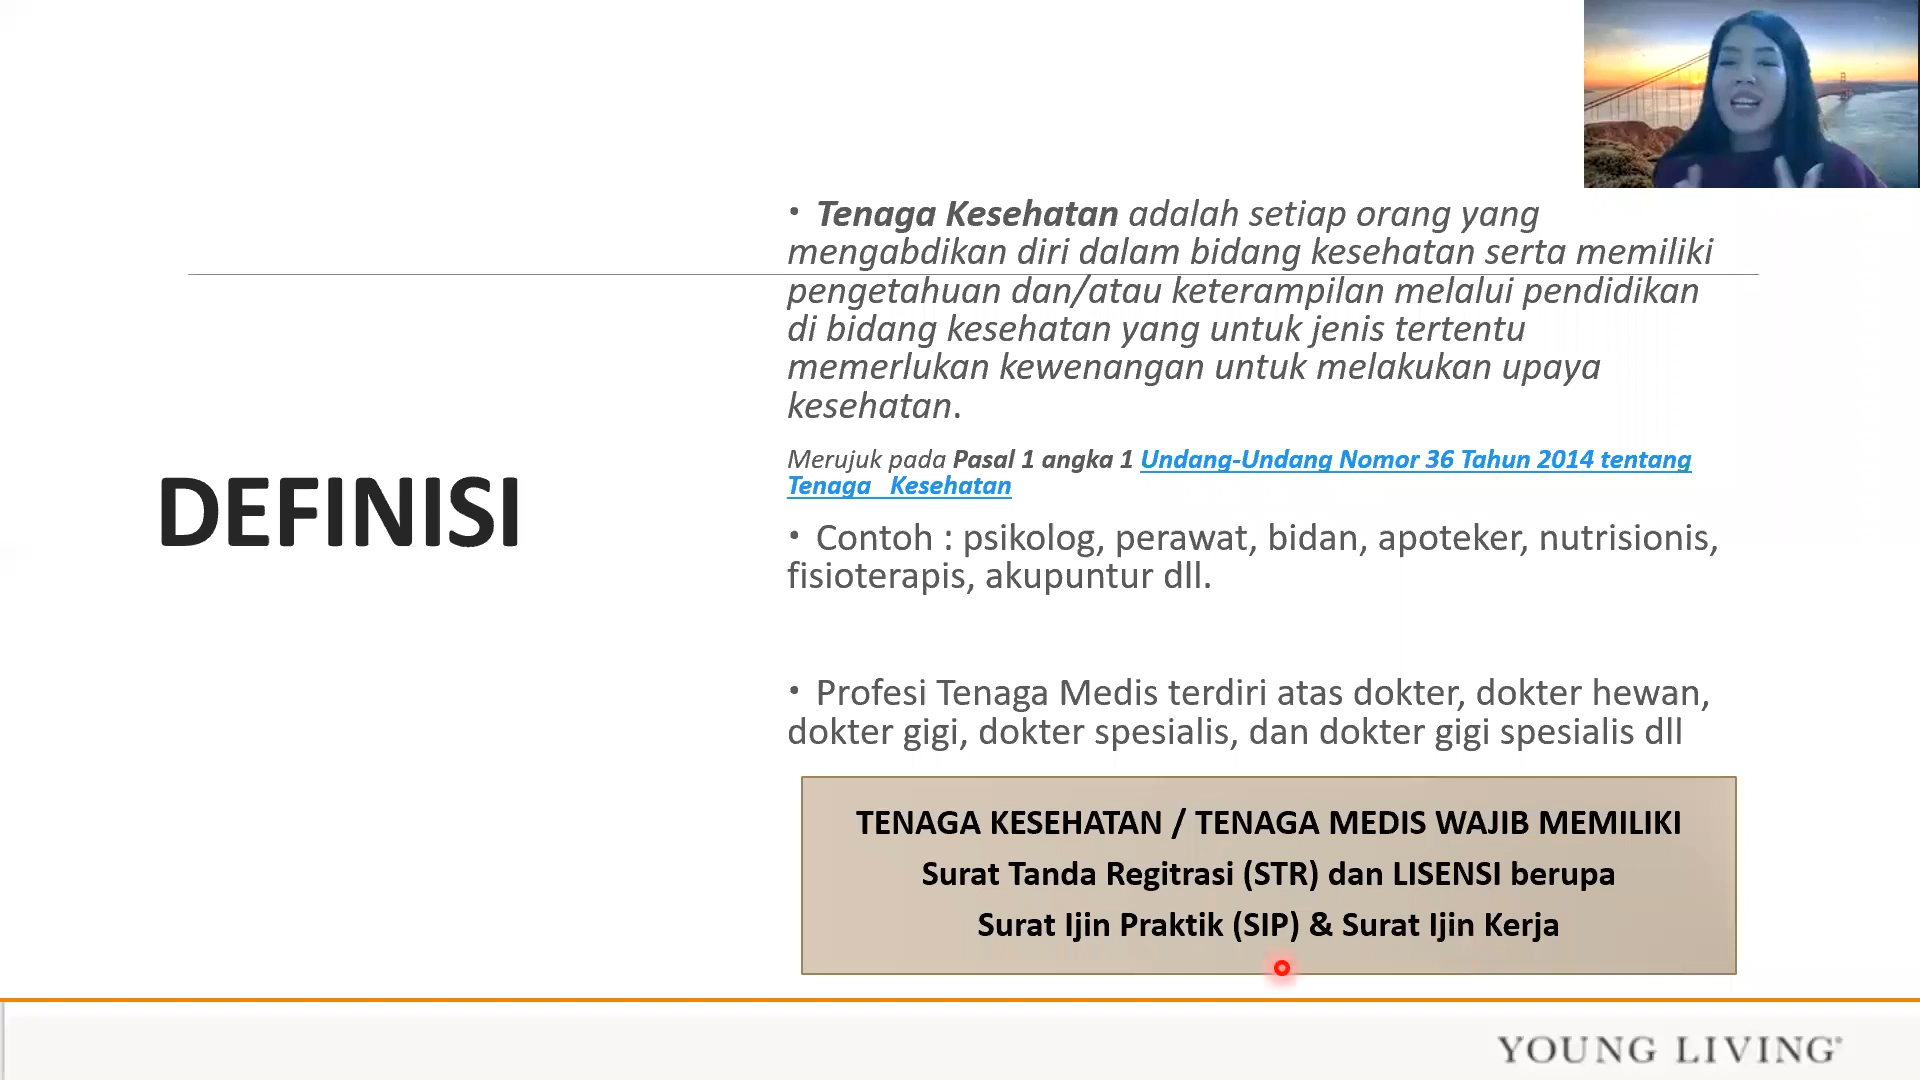 • Tenaga Kesehatan adalah setiap orang yang
mengabdikan diri dalam bidang kesehatan serta memiliki
pengetahuan dan/atau keterampilan melalui pendidikan
di bidang kesehatan yang untuk jenis tertentu
memerlukan kewenangan untuk melakukan upaya
kesehatan.
Merujuk pada Pasal 1 angka 1 Undang-Undang Nomor 36 Tahun 2014 tentang
Tenaga Kesehatan
DEFINISI
• Contoh : psikolog, perawat, bidan, apoteker, nutrisionis,
fisioterapis, akupuntur dll.
• Profesi Tenaga Medis terdiri atas dokter, dokter hewan,
dokter gigi, dokter spesialis, dan dokter gigi spesialis dll
TENAGA KESEHATAN / TENAGA MEDIS WAJIB MEMILIKI
Surat Tanda Regitrasi (STR) dan LISENSI berupa
Surat Ijin Praktik (SIP) & Surat Ijin Kerja
YOUNG LIVING®